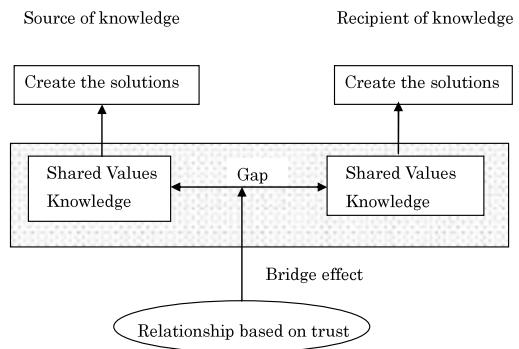 Source of knowledge
Recipient of knowledge
Create the solutions
Create the solutions
Shared Values
Knowledge
Gap
Shared Values
Knowledge
Bridge effect
Relationship based on trust